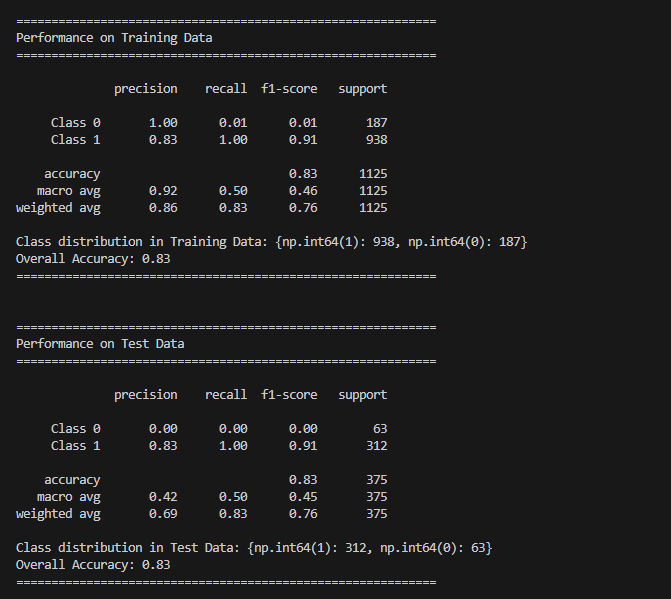 ============================================================
Performance on Training Data
============================================================
precision recall f1-score support
Class 0 1.00 0.01 0.01 187
Class 1 0.83 1.00 0.91 938
accuracy 0.83 1125
macro avg 0.92 0.50 0.46 1125
weighted avg 0.86 0.83 0.76 1125
Class distribution in Training Data: {np.int64(1): 938, np.int64(0): 187}
Overall Accuracy: 0.83
============================================================
============================================================
Performance on Test Data
============================================================
precision recall f1-score support
Class 0 0.00 0.00 0.00 63
Class 1 0.83 1.00 0.91 312
accuracy 0.83 375
macro avg 0.42 0.50 0.45 375
weighted avg 0.69 0.83 0.76 375
Class distribution in Test Data: {np.int64(1): 312, np.int64(0): 63}
Overall Accuracy: 0.83
============================================================